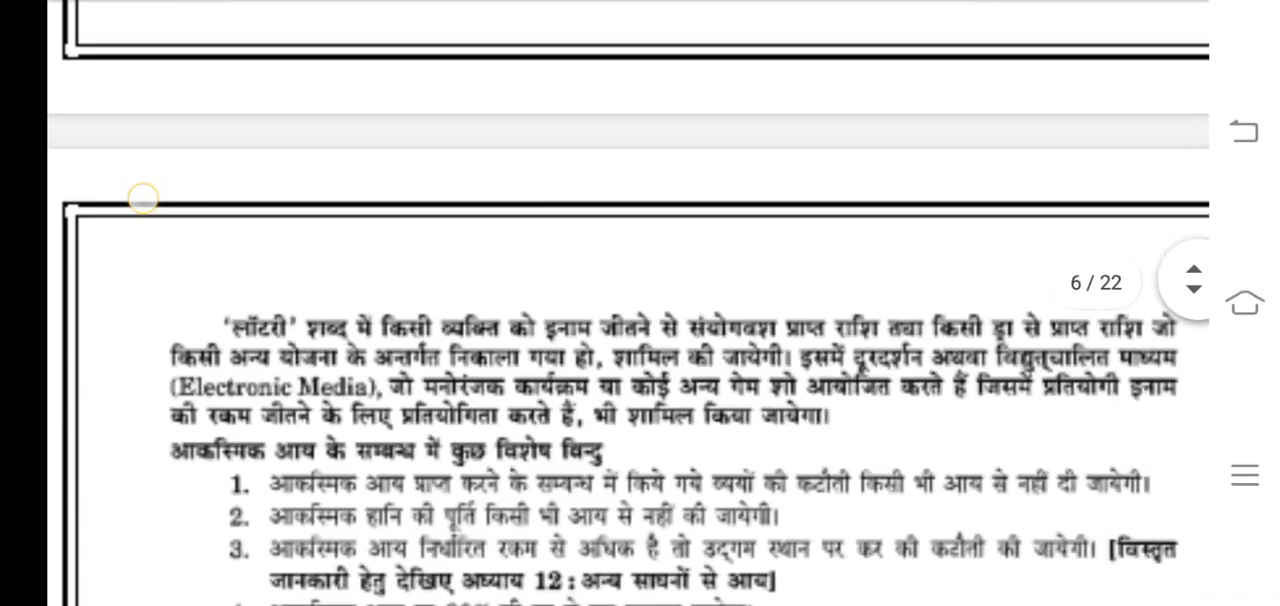 6 / 22
'लॉटरी' शब्द में किसी व्यक्ति को इनाम जीतने से संयोगवश प्राप्त राशि तथा किसी ड्रा से प्राप्त राशि जो
किसी अन्य योजना के अन्तर्गत निकाला गया हो, शामिल की जायेगी। इसमें दूरदर्शन अथवा विद्युत्चालित माध्यम
(Electronic Media), जो मनोरंजक कार्यक्रम या कोई अन्य गेम शो आयोजित करते हैं जिसमें प्रतियोगी इनाम
की रकम जीतने के लिए प्रतियोगिता करते हैं, भी शामिल किया जायेगा।
आकस्मिक आय के सम्बन्ध में कुछ विशेष बिन्दु
1. आकस्मिक आय प्राप्त करने के सम्बन्ध में किये गये व्ययों की कटौती किसी भी आय से नहीं दी जायेगी।
2. आकस्मिक हानि की पूर्ति किसी भी आय से नहीं की जायेगी।
3. आकस्मिक आय निर्धारित रकम से अधिक है तो उद्गम स्थान पर कर की कटौती की जायेगी। [विस्तृत
जानकारी हेतु देखिए अध्याय 12 : अन्य साधनों से आय]